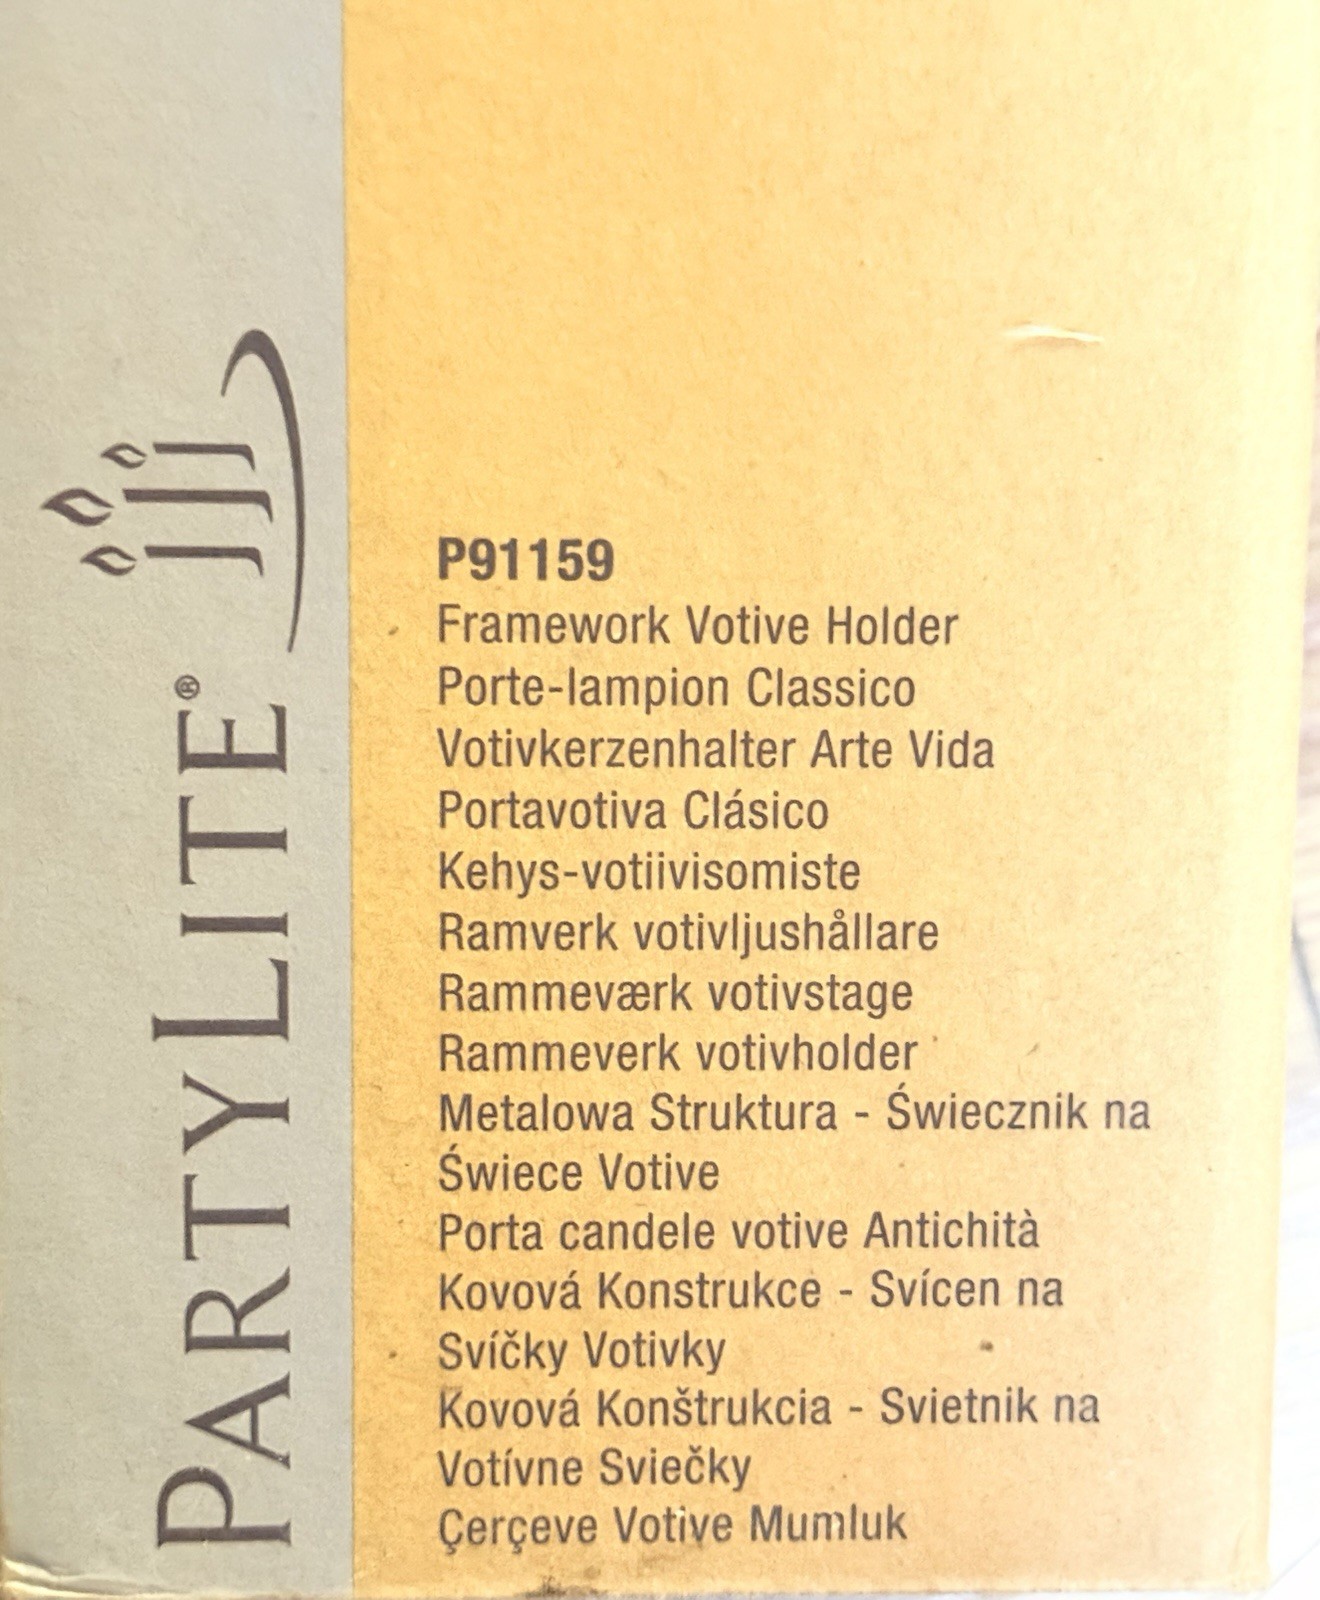 PARTYLITE®
P91159
Framework Votive Holder
Porte-lampion Classico
Votivkerzenhalter Arte Vida
Portavotiva Clásico
Kehys-votiivisomiste
Ramverk votivljushållare
Rammeværk votivstage
Rammeverk votivholder
Metalowa Struktura - Świecznik na
Świece Votive
Porta candele votive Antichità
Kovová Konstrukce - Svícen na
Svíčky Votivky
Kovová Konštrukcia - Svietnik na
Votívne Sviečky
Çerçeve Votive Mumluk